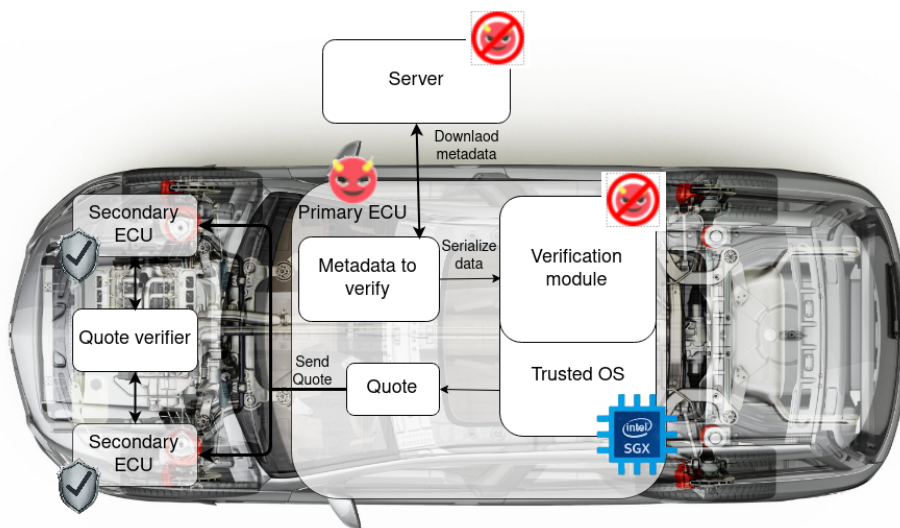 Server
Downlaod
metadata
Primary ECU
Secondary
ECU
Metadata to
verify
Serialize
data
Verification
module
Quote verifier
Send
Quote
Quote
Trusted OS
intel
SGX
Secondary
ECU